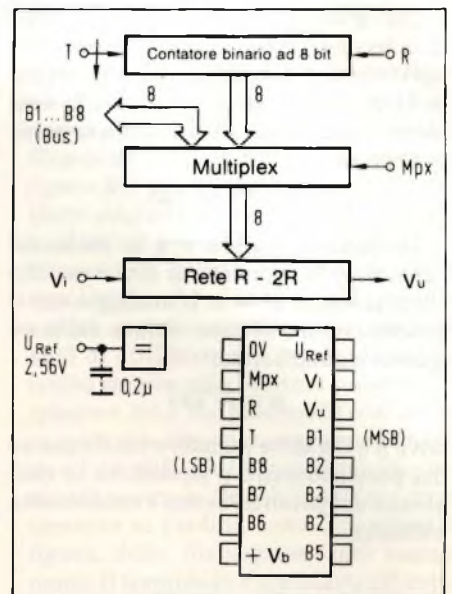 T Contatore binario ad 8 bit R
8 8
B1...B8
(Bus)
Multiplex Mpx
8
Vi Rete R - 2R Vu
URef
2,56V
0,2µ
0V URef
Mpx Vi
R Vu
T B1 (MSB)
(LSB) B8 B2
B7 B3
B6 B2
+ Vb B5